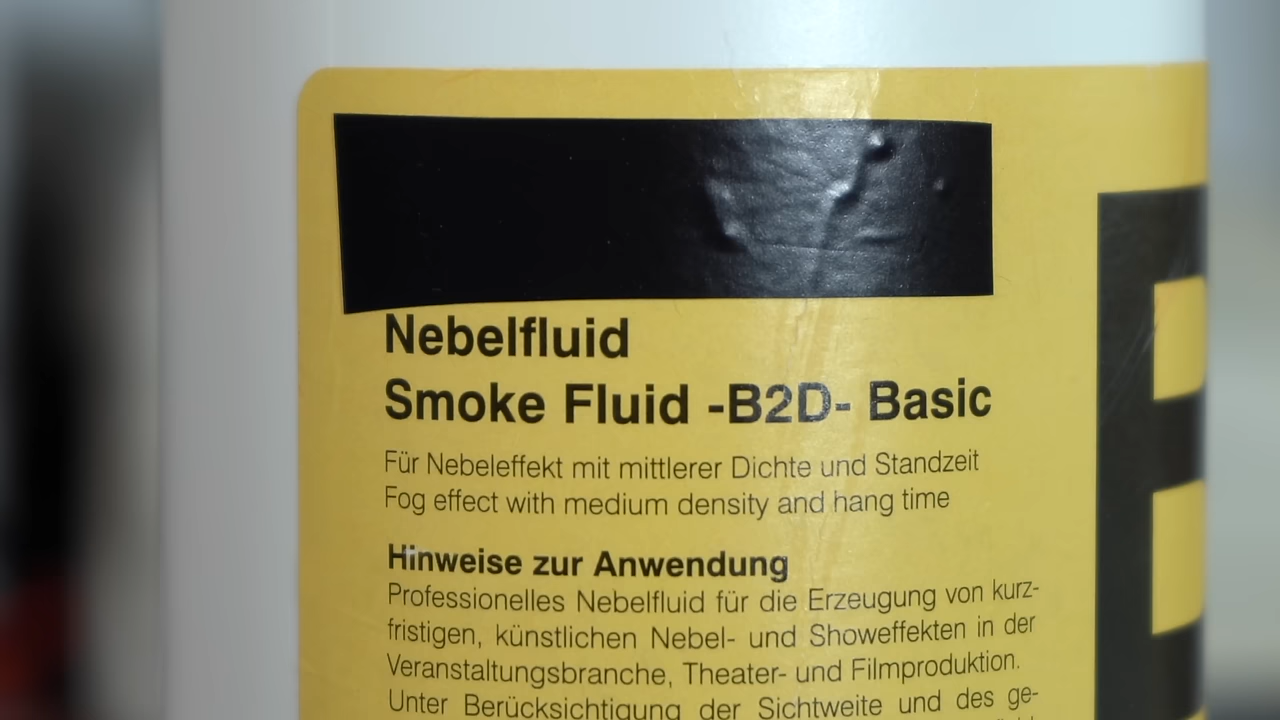 Nebelfluid
Smoke Fluid -B2D- Basic
Für Nebeleffekt mit mittlerer Dichte und Standzeit
Fog effect with medium density and hang time
Hinweise zur Anwendung
Professionelles Nebelfluid für die Erzeugung von kurz-
fristigen, künstlichen Nebel- und Showeffekten in der
Veranstaltungsbranche, Theater- und Filmproduktion.
Unter Berücksichtigung der Sichtweite und des ge-